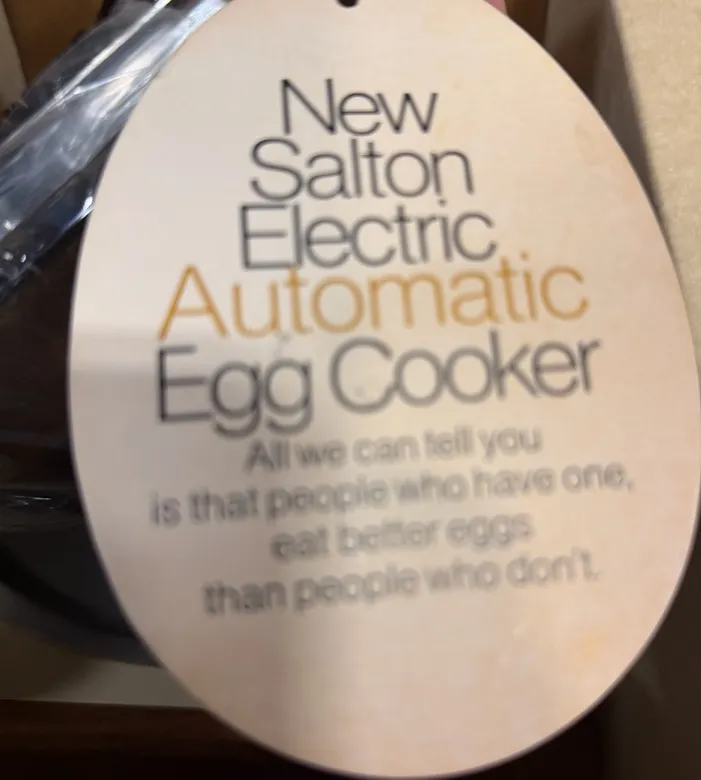 New
Salton
Electric
Automatic
Egg Cooker
All we can tell you
is that people who have one,
eat better eggs
than people who don't.